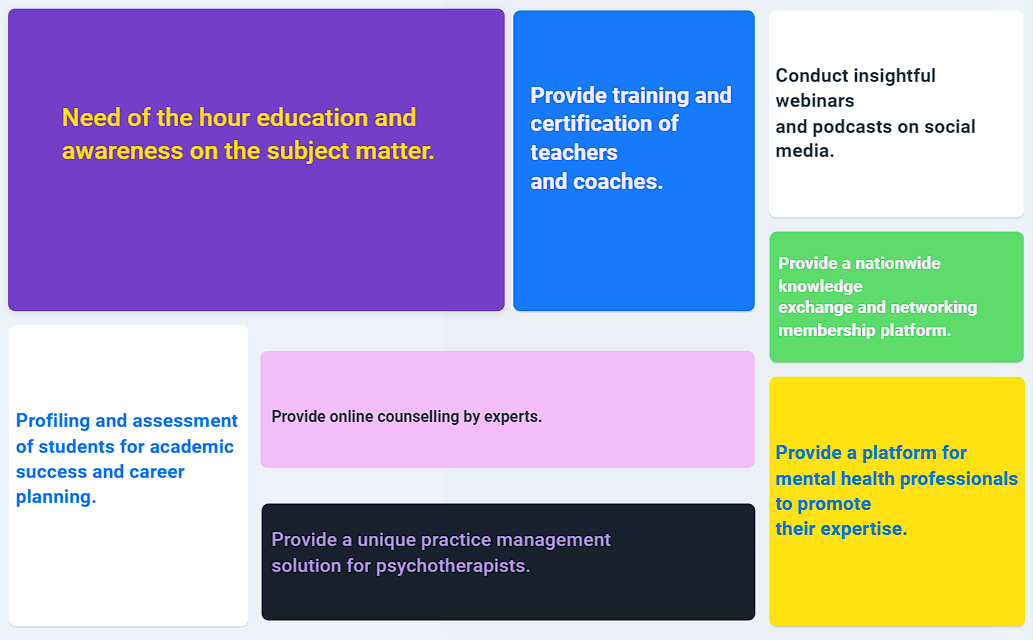 Need of the hour education and
awareness on the subject matter.
Provide training and
certification of
teachers
and coaches.
Conduct insightful
webinars
and podcasts on social
media.
Provide a nationwide
knowledge
exchange and networking
membership platform.
Profiling and assessment
of students for academic
success and career
planning.
Provide online counselling by experts.
Provide a unique practice management
solution for psychotherapists.
Provide a platform for
mental health professionals
to promote
their expertise.